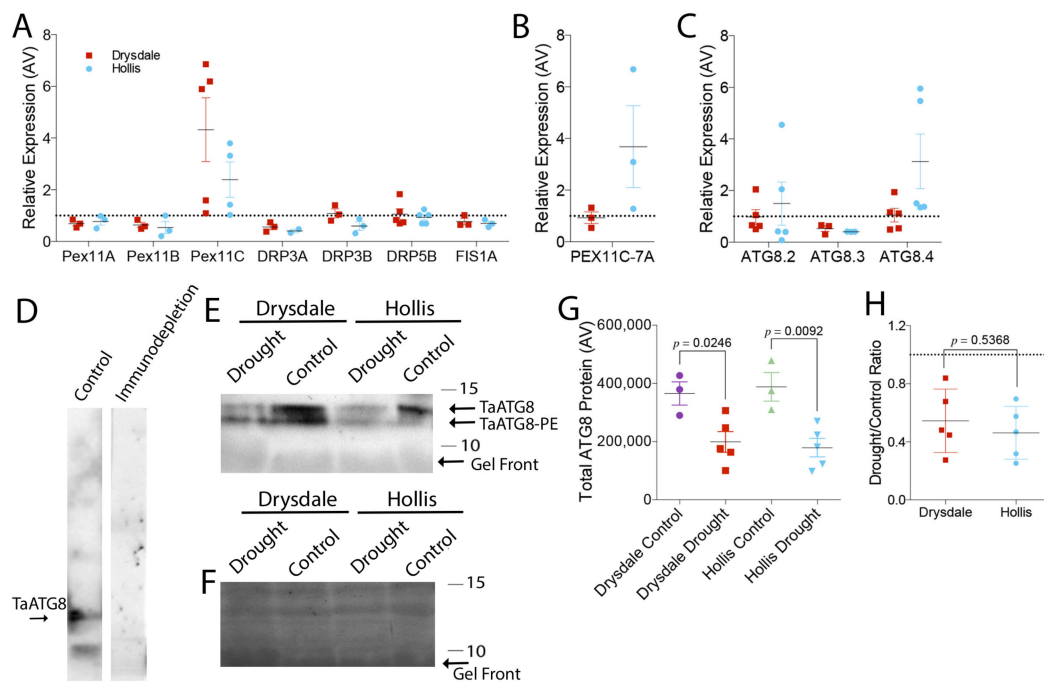 A
Relative Expression (AV)
8
6
4
2
0
Drysdale
Hollis
Pex11A Pex11B Pex11C DRP3A DRP3B DRP5B FIS1A
B
Relative Expression (AV)
8
6
4
2
0
PEX11C-7A
C
Relative Expression (AV)
8
6
4
2
0
ATG8.2 ATG8.3 ATG8.4
D
Control
Immunodepletion
TaATG8
E
Drysdale Hollis
Drought Control Drought Control
15
TaATG8
TaATG8-PE
10
Gel Front
F
Drysdale Hollis
Drought Control Drought Control
15
10
Gel Front
G
Total ATG8 Protein (AV)
600,000
400,000
200,000
0
p = 0.0246
p = 0.0092
Drysdale Control
Drysdale Drought
Hollis Control
Hollis Drought
H
Drought/Control Ratio
1.2
0.8
0.4
0.0
p = 0.5368
Drysdale Hollis